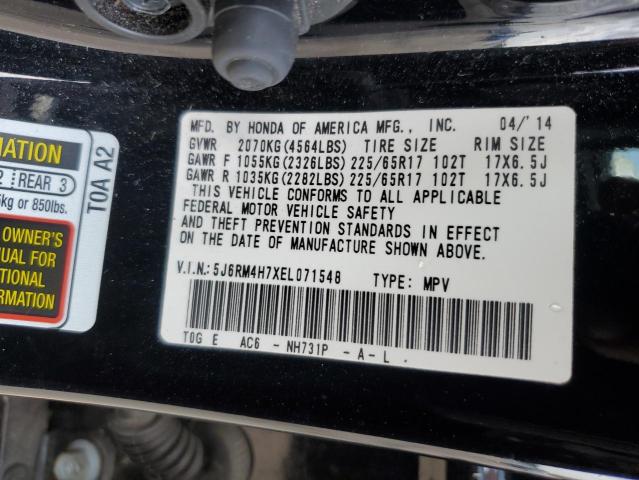 MFD. BY HONDA OF AMERICA MFG., INC. 04/'14
GVWR 2070KG(4564LBS) TIRE SIZE RIM SIZE
GAWR F 1055KG(2326LBS) 225/65R17 102T 17X6.5J
GAWR R 1035KG(2282LBS) 225/65R17 102T 17X6.5J
THIS VEHICLE CONFORMS TO ALL APPLICABLE
FEDERAL MOTOR VEHICLE SAFETY
AND THEFT PREVENTION STANDARDS IN EFFECT
ON THE DATE OF MANUFACTURE SHOWN ABOVE.
V.I.N.: 5J6RM4H7XEL071548 TYPE: MPV
T0G E AC6 - NH731P - A - L
REAR 3
kg or 850lbs.
OWNER'S
FOR
T0A A2